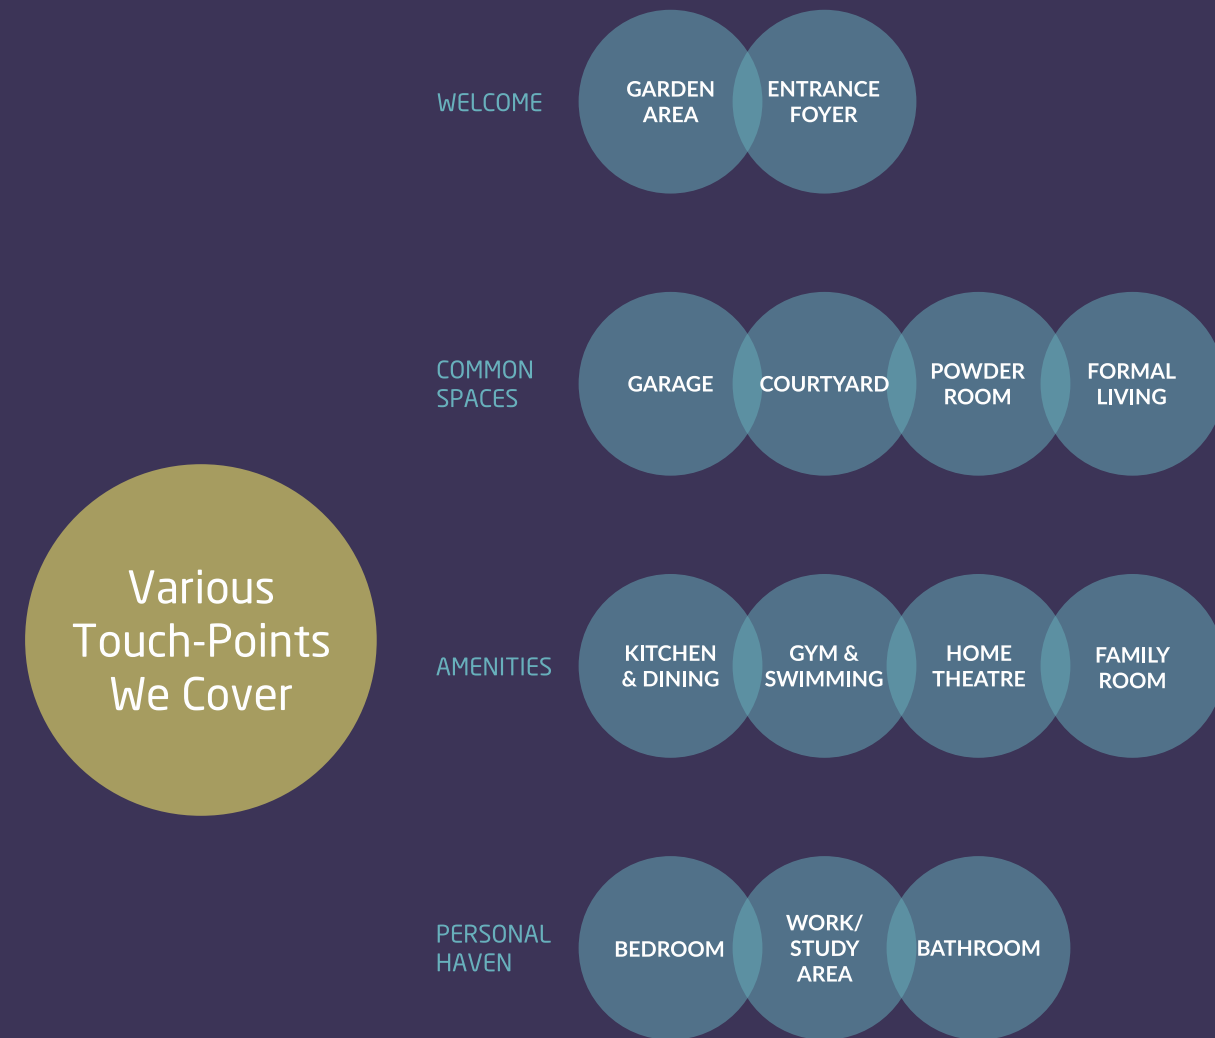 WELCOME
GARDEN
AREA
ENTRANCE
FOYER
COMMON
SPACES
GARAGE
COURTYARD
POWDER
ROOM
FORMAL
LIVING
Various
Touch-Points
We Cover
AMENITIES
KITCHEN
& DINING
GYM &
SWIMMING
HOME
THEATRE
FAMILY
ROOM
PERSONAL
HAVEN
BEDROOM
WORK/
STUDY
AREA
BATHROOM